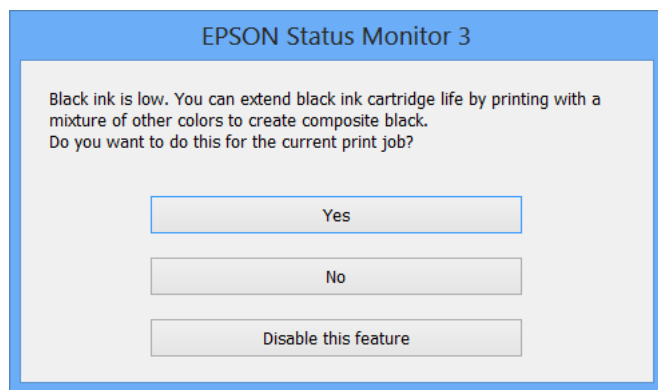 EPSON Status Monitor 3
Black ink is low. You can extend black ink cartridge life by printing with a
mixture of other colors to create composite black.
Do you want to do this for the current print job?
Yes
No
Disable this feature